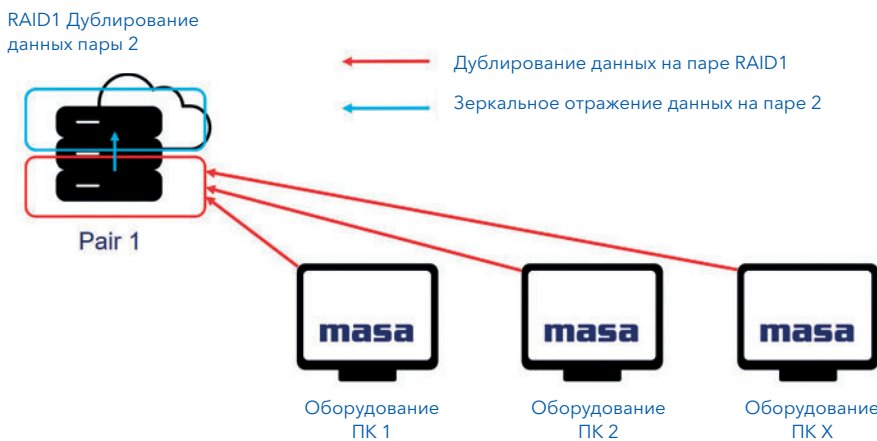 RAID1 Дублирование
данных пары 2
Дублирование данных на паре RAID1
Зеркальное отражение данных на паре 2
Pair 1
masa
masa
masa
Оборудование
ПК 1
Оборудование
ПК 2
Оборудование
ПК X